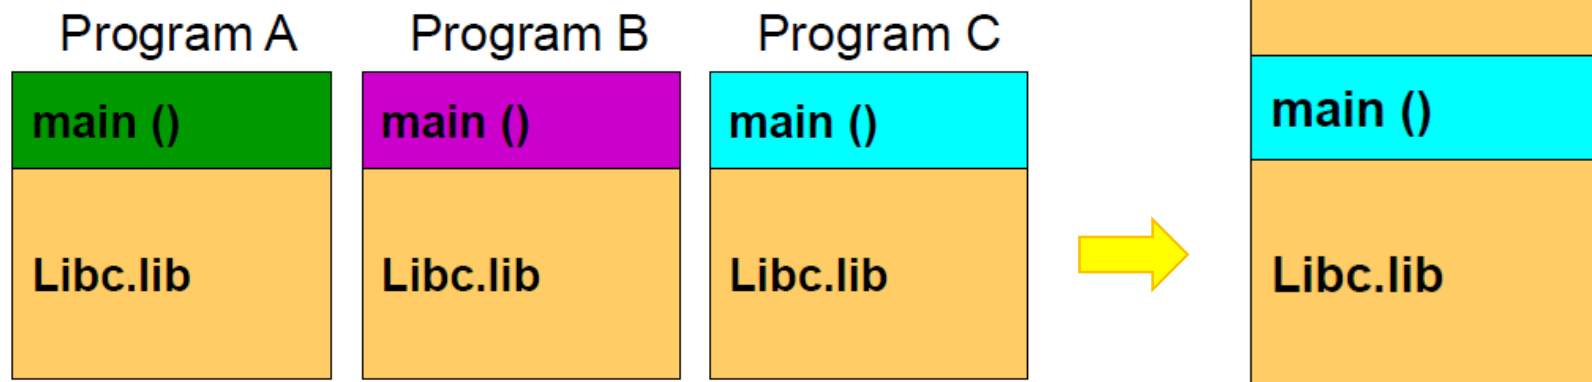 Program A
Program B
Program C
main ()
main ()
main ()
main ()
Libc.lib
Libc.lib
Libc.lib
Libc.lib